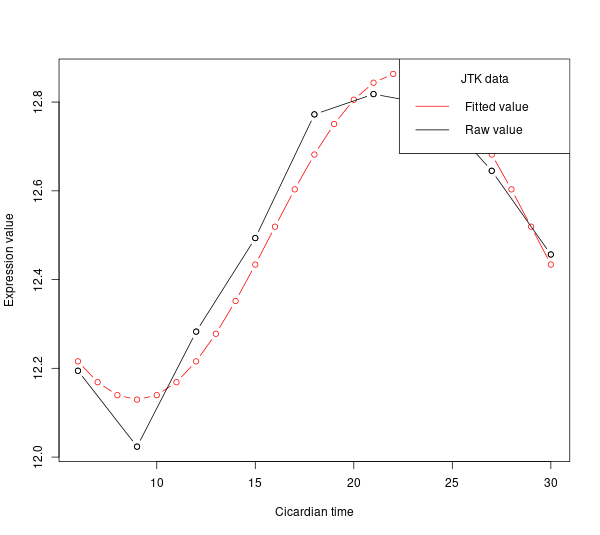 JTK data
Fitted value
Raw value
12.8
12.6
12.4
12.2
12.0
Expression value
10 15 20 25 30
Cicardian time